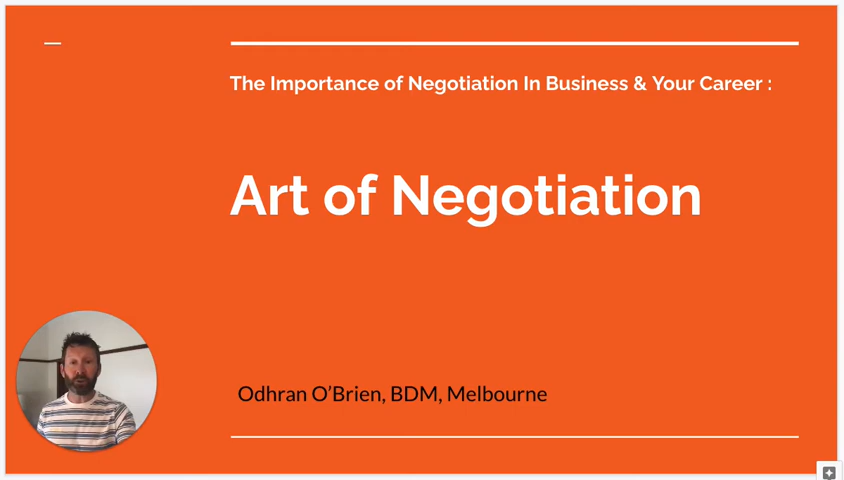 The Importance of Negotiation In Business & Your Career :
Art of Negotiation
Odhran O’Brien, BDM, Melbourne